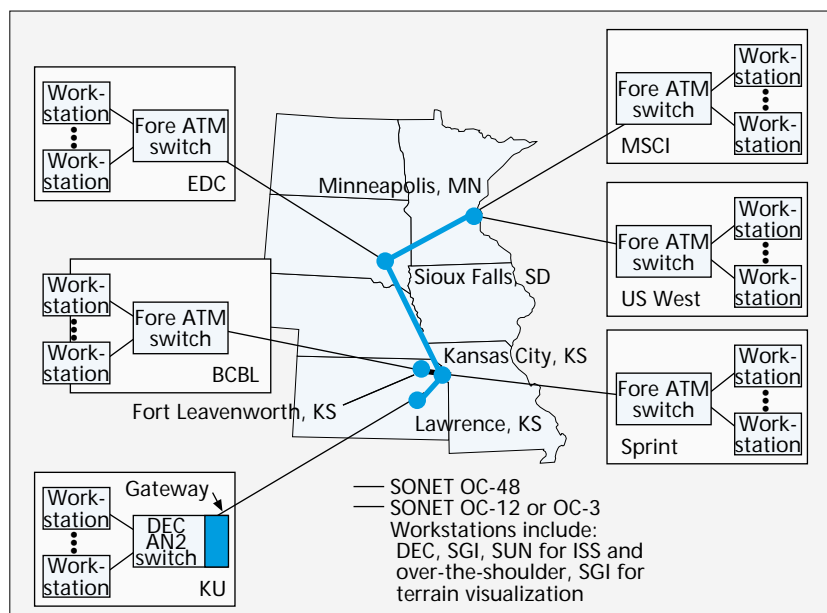 Work-
station
Fore ATM
switch
Work-
station
EDC
Work-
station
Fore ATM
switch
Work-
station
MSCI
Minneapolis, MN
Work-
station
Fore ATM
switch
Work-
station
US West
Sioux Falls, SD
Work-
station
Fore ATM
switch
Work-
station
BCBL
Kansas City, KS
Fort Leavenworth, KS
Lawrence, KS
Work-
station
Fore ATM
switch
Work-
station
Sprint
Gateway
Work-
station
DEC
AN2
switch
Work-
station
KU
SONET OC-48
SONET OC-12 or OC-3
Workstations include:
DEC, SGI, SUN for ISS and
over-the-shoulder, SGI for
terrain visualization